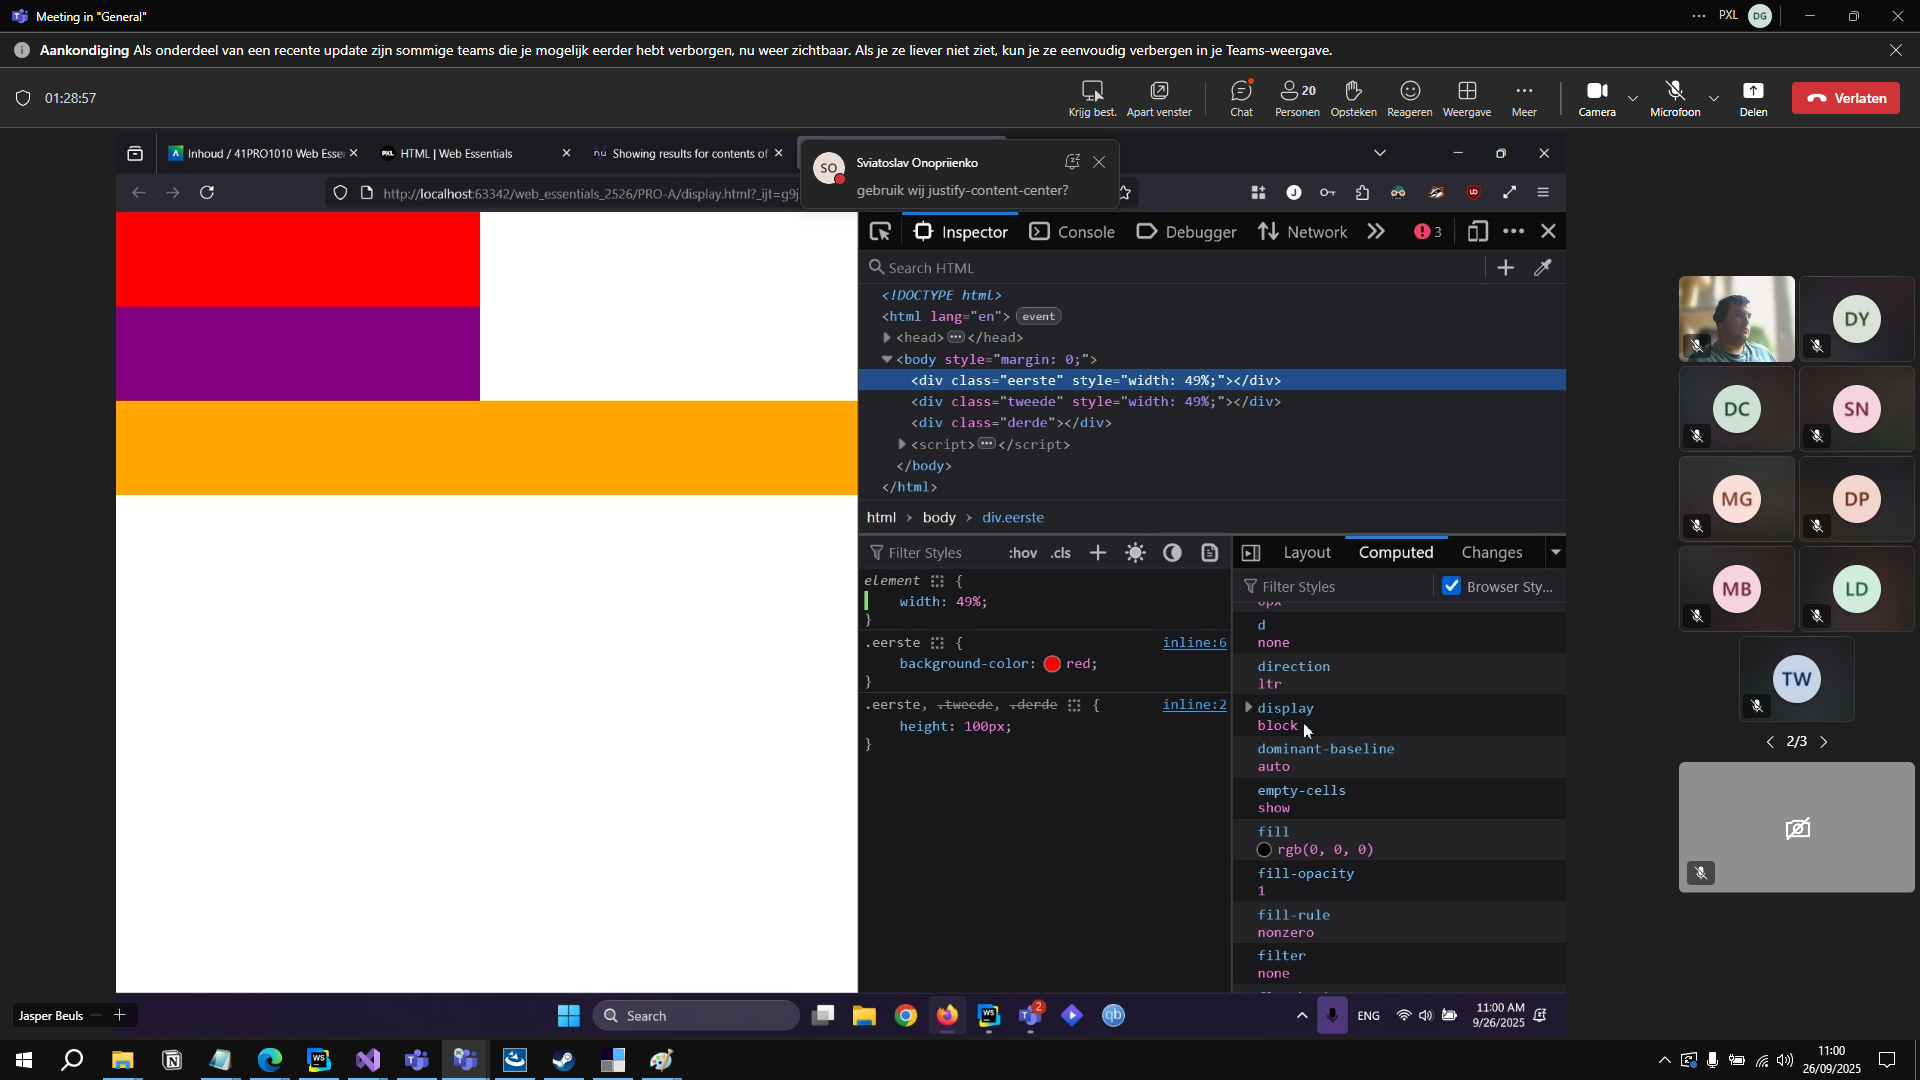 Meeting in "General"
PXL
DG
Aankondiging Als onderdeel van een recente update zijn sommige teams die je mogelijk eerder hebt verborgen, nu weer zichtbaar. Als je ze liever niet ziet, kun je ze eenvoudig verbergen in je Teams-weergave.
01:28:57
Krijg best.
Apart venster
Chat
20
Personen
Opsteken
Reageren
Weergave
Meer
Camera
Microfoon
Delen
Verlaten
Inhoud / 41PRO1010 Web Esser
HTML | Web Essentials
nu
Showing results for contents of
SO
Sviatoslav Onopriienko
gebruik wij justify-content-center?
http://localhost:63342/web_essentials_2526/PRO-A/display.html?_ijt=g9j
Inspector
Console
Debugger
Network
3
Search HTML
<!DOCTYPE html>
<html lang="en"> event
<head> </head>
<body style="margin: 0;">
<div class="eerste" style="width: 49%;"></div>
<div class="tweede" style="width: 49%;"></div>
<div class="derde"></div>
<script> </script>
</body>
</html>
html > body > div.eerste
Filter Styles
:hov .cls
element {
width: 49%;
}
.eerste { inline:6
background-color: red;
}
.eerste, .tweede, .derde { inline:2
height: 100px;
}
Layout
Computed
Changes
Filter Styles
Browser Sty...
0px
d
none
direction
ltr
display
block
dominant-baseline
auto
empty-cells
show
fill
rgb(0, 0, 0)
fill-opacity
1
fill-rule
nonzero
filter
none
DY
DC
SN
MG
DP
MB
LD
TW
2/3
Jasper Beuls
Search
WS
2
qb
ENG
11:00 AM
9/26/2025
WS
11:00
26/09/2025